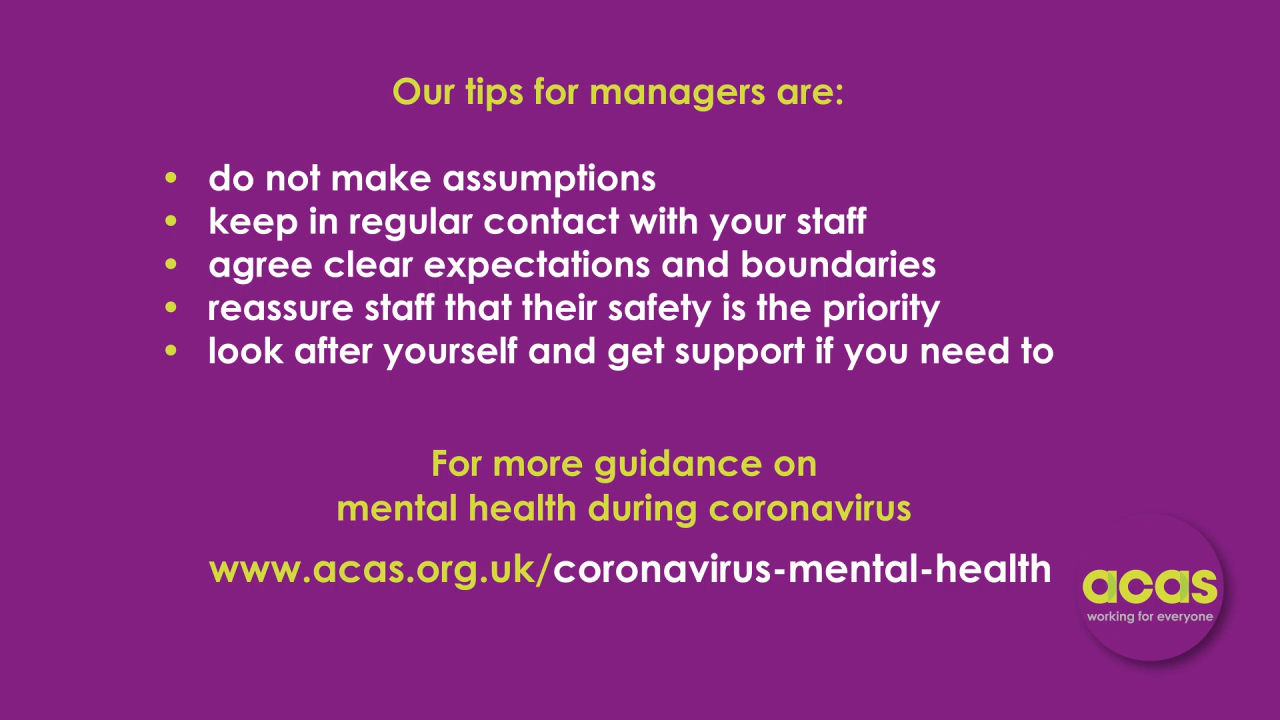 Our tips for managers are:
• do not make assumptions
• keep in regular contact with your staff
• agree clear expectations and boundaries
• reassure staff that their safety is the priority
• look after yourself and get support if you need to
For more guidance on
mental health during coronavirus
www.acas.org.uk/coronavirus-mental-health
acas
working for everyone